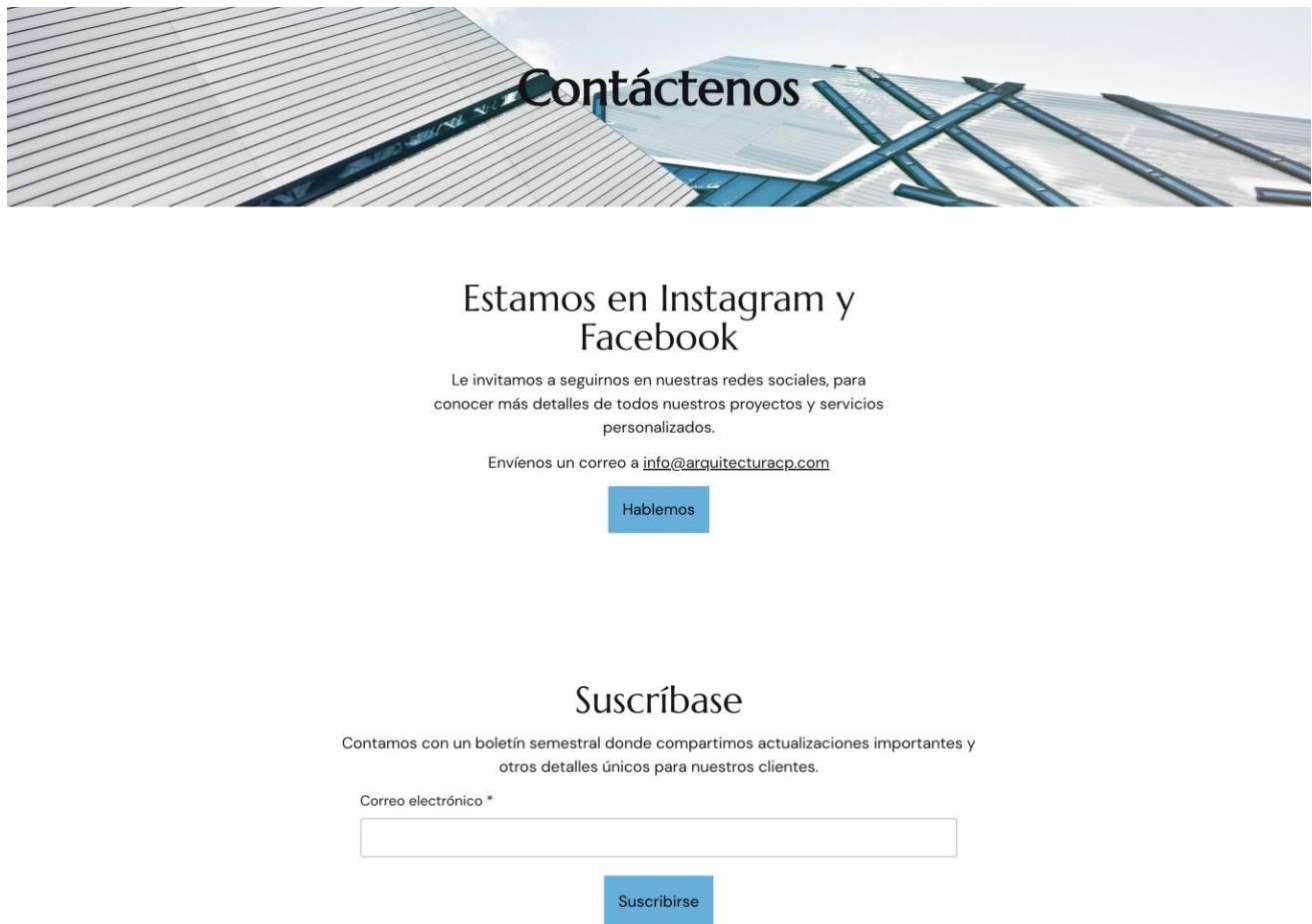 Contáctenos
Estamos en Instagram y
Facebook
Le invitamos a seguirnos en nuestras redes sociales, para
conocer más detalles de todos nuestros proyectos y servicios
personalizados.
Envíenos un correo a info@arquitecturacp.com
Hablemos
Suscríbase
Contamos con un boletín semestral donde compartimos actualizaciones importantes y
otros detalles únicos para nuestros clientes.
Correo electrónico *
Suscribirse